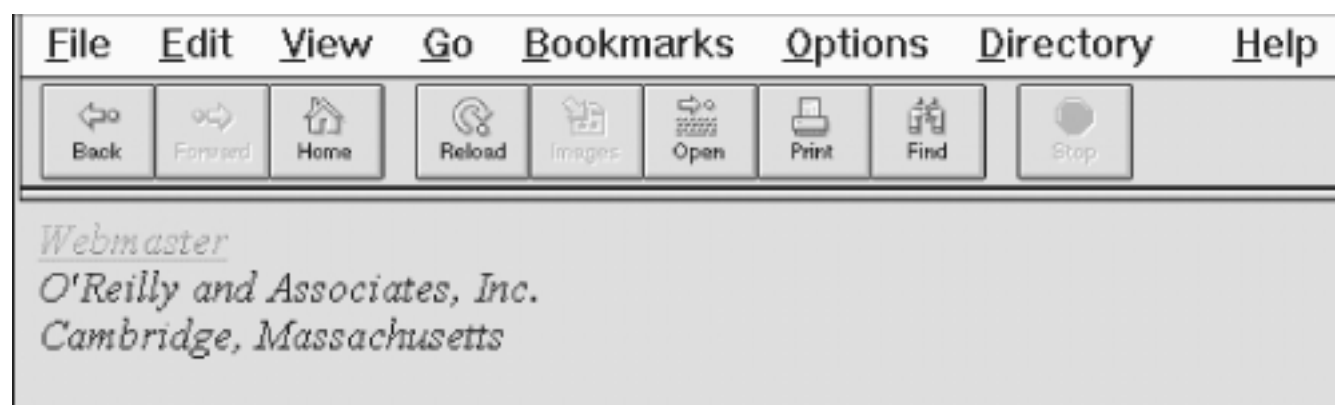 File Edit View Go Bookmarks Options Directory Help
Back Forward Home Reload Images Open Print Find Stop
Webmaster
O'Reilly and Associates, Inc.
Cambridge, Massachusetts